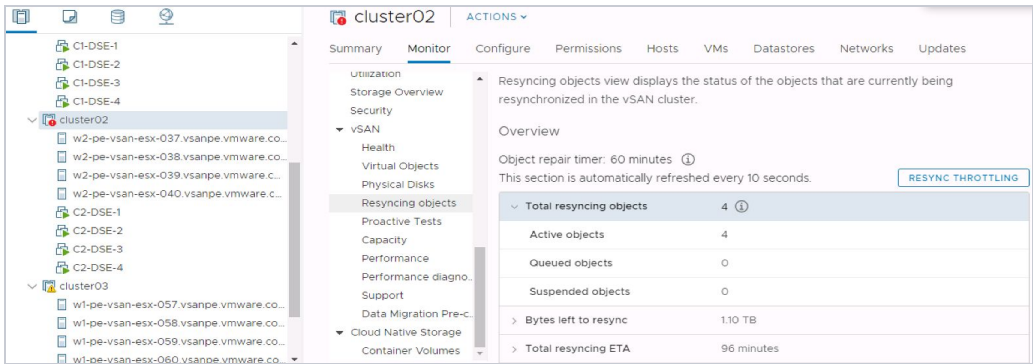 C1-DSE-1
C1-DSE-2
C1-DSE-3
C1-DSE-4
cluster02
w2-pe-vsan-esx-037.vsanpe.vmware.co...
w2-pe-vsan-esx-038.vsanpe.vmware.co...
w2-pe-vsan-esx-039.vsanpe.vmware.c...
w2-pe-vsan-esx-040.vsanpe.vmware.c...
C2-DSE-1
C2-DSE-2
C2-DSE-3
C2-DSE-4
cluster03
w1-pe-vsan-esx-057.vsanpe.vmware.co...
w1-pe-vsan-esx-058.vsanpe.vmware.co...
w1-pe-vsan-esx-059.vsanpe.vmware.co...
w1-pe-vsan-esx-060.vsanpe.vmware.co...
cluster02 ACTIONS
Summary Monitor Configure Permissions Hosts VMs Datastores Networks Updates
Utilization
Storage Overview
Security
vSAN
Health
Virtual Objects
Physical Disks
Resyncing objects
Proactive Tests
Capacity
Performance
Performance diagno...
Support
Data Migration Pre-c...
Cloud Native Storage
Container Volumes
Resyncing objects view displays the status of the objects that are currently being
resynchronized in the vSAN cluster.
Overview
Object repair timer: 60 minutes
This section is automatically refreshed every 10 seconds. RESYNC THROTTLING
Total resyncing objects 4
Active objects 4
Queued objects 0
Suspended objects 0
Bytes left to resync 1.10 TB
Total resyncing ETA 96 minutes